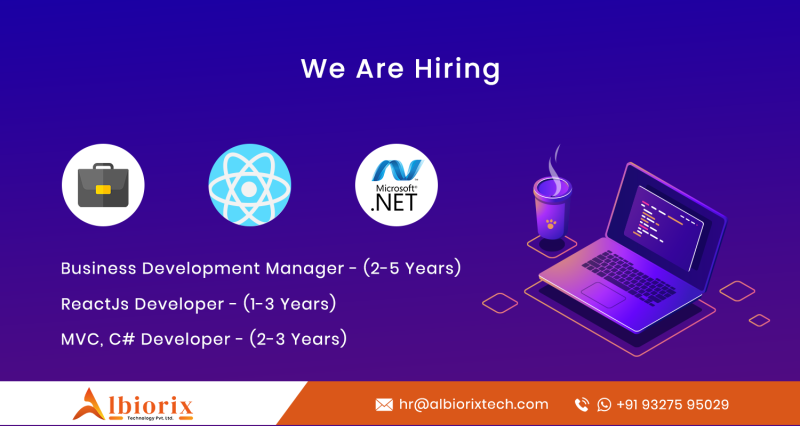 We Are Hiring
Microsoft®
.NET™
Business Development Manager - (2-5 Years)
ReactJs Developer - (1-3 Years)
MVC, C# Developer - (2-3 Years)
Albiorix
Technology Pvt. Ltd.
hr@albiorixtech.com
+91 93275 95029